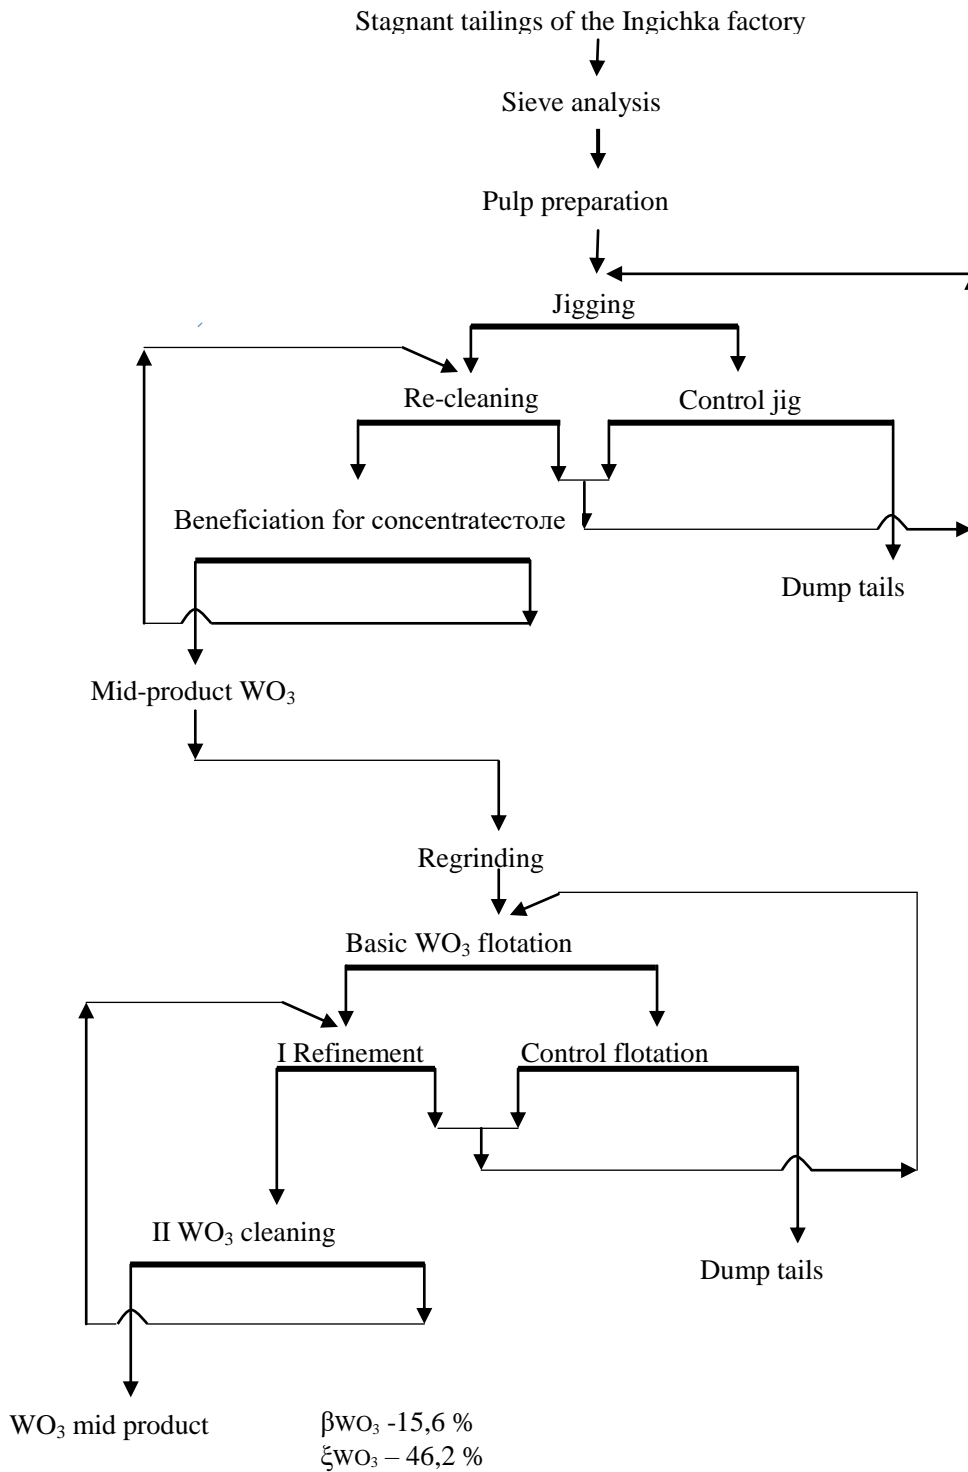 Stagnant tailings of the Ingichka factory
Sieve analysis
Pulp preparation
Jigging
Re-cleaning
Control jig
Beneficiation for concentrateстоле
Dump tails
Mid-product WO₃
Regrinding
Basic WO₃ flotation
I Refinement
Control flotation
II WO₃ cleaning
Dump tails
WO₃ mid product
βWO₃ -15,6 %
ξWO₃ – 46,2 %